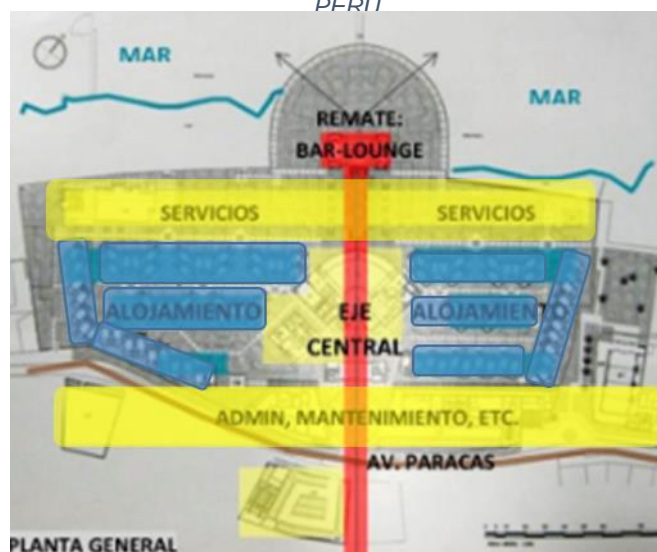 PERÚ
MAR
MAR
REMATE:
BAR-LOUNGE
SERVICIOS
SERVICIOS
ALOJAMIENTO
EJE
CENTRAL
ALOJAMIENTO
ADMIN, MANTENIMIENTO, ETC.
AV. PARACAS
PLANTA GENERAL